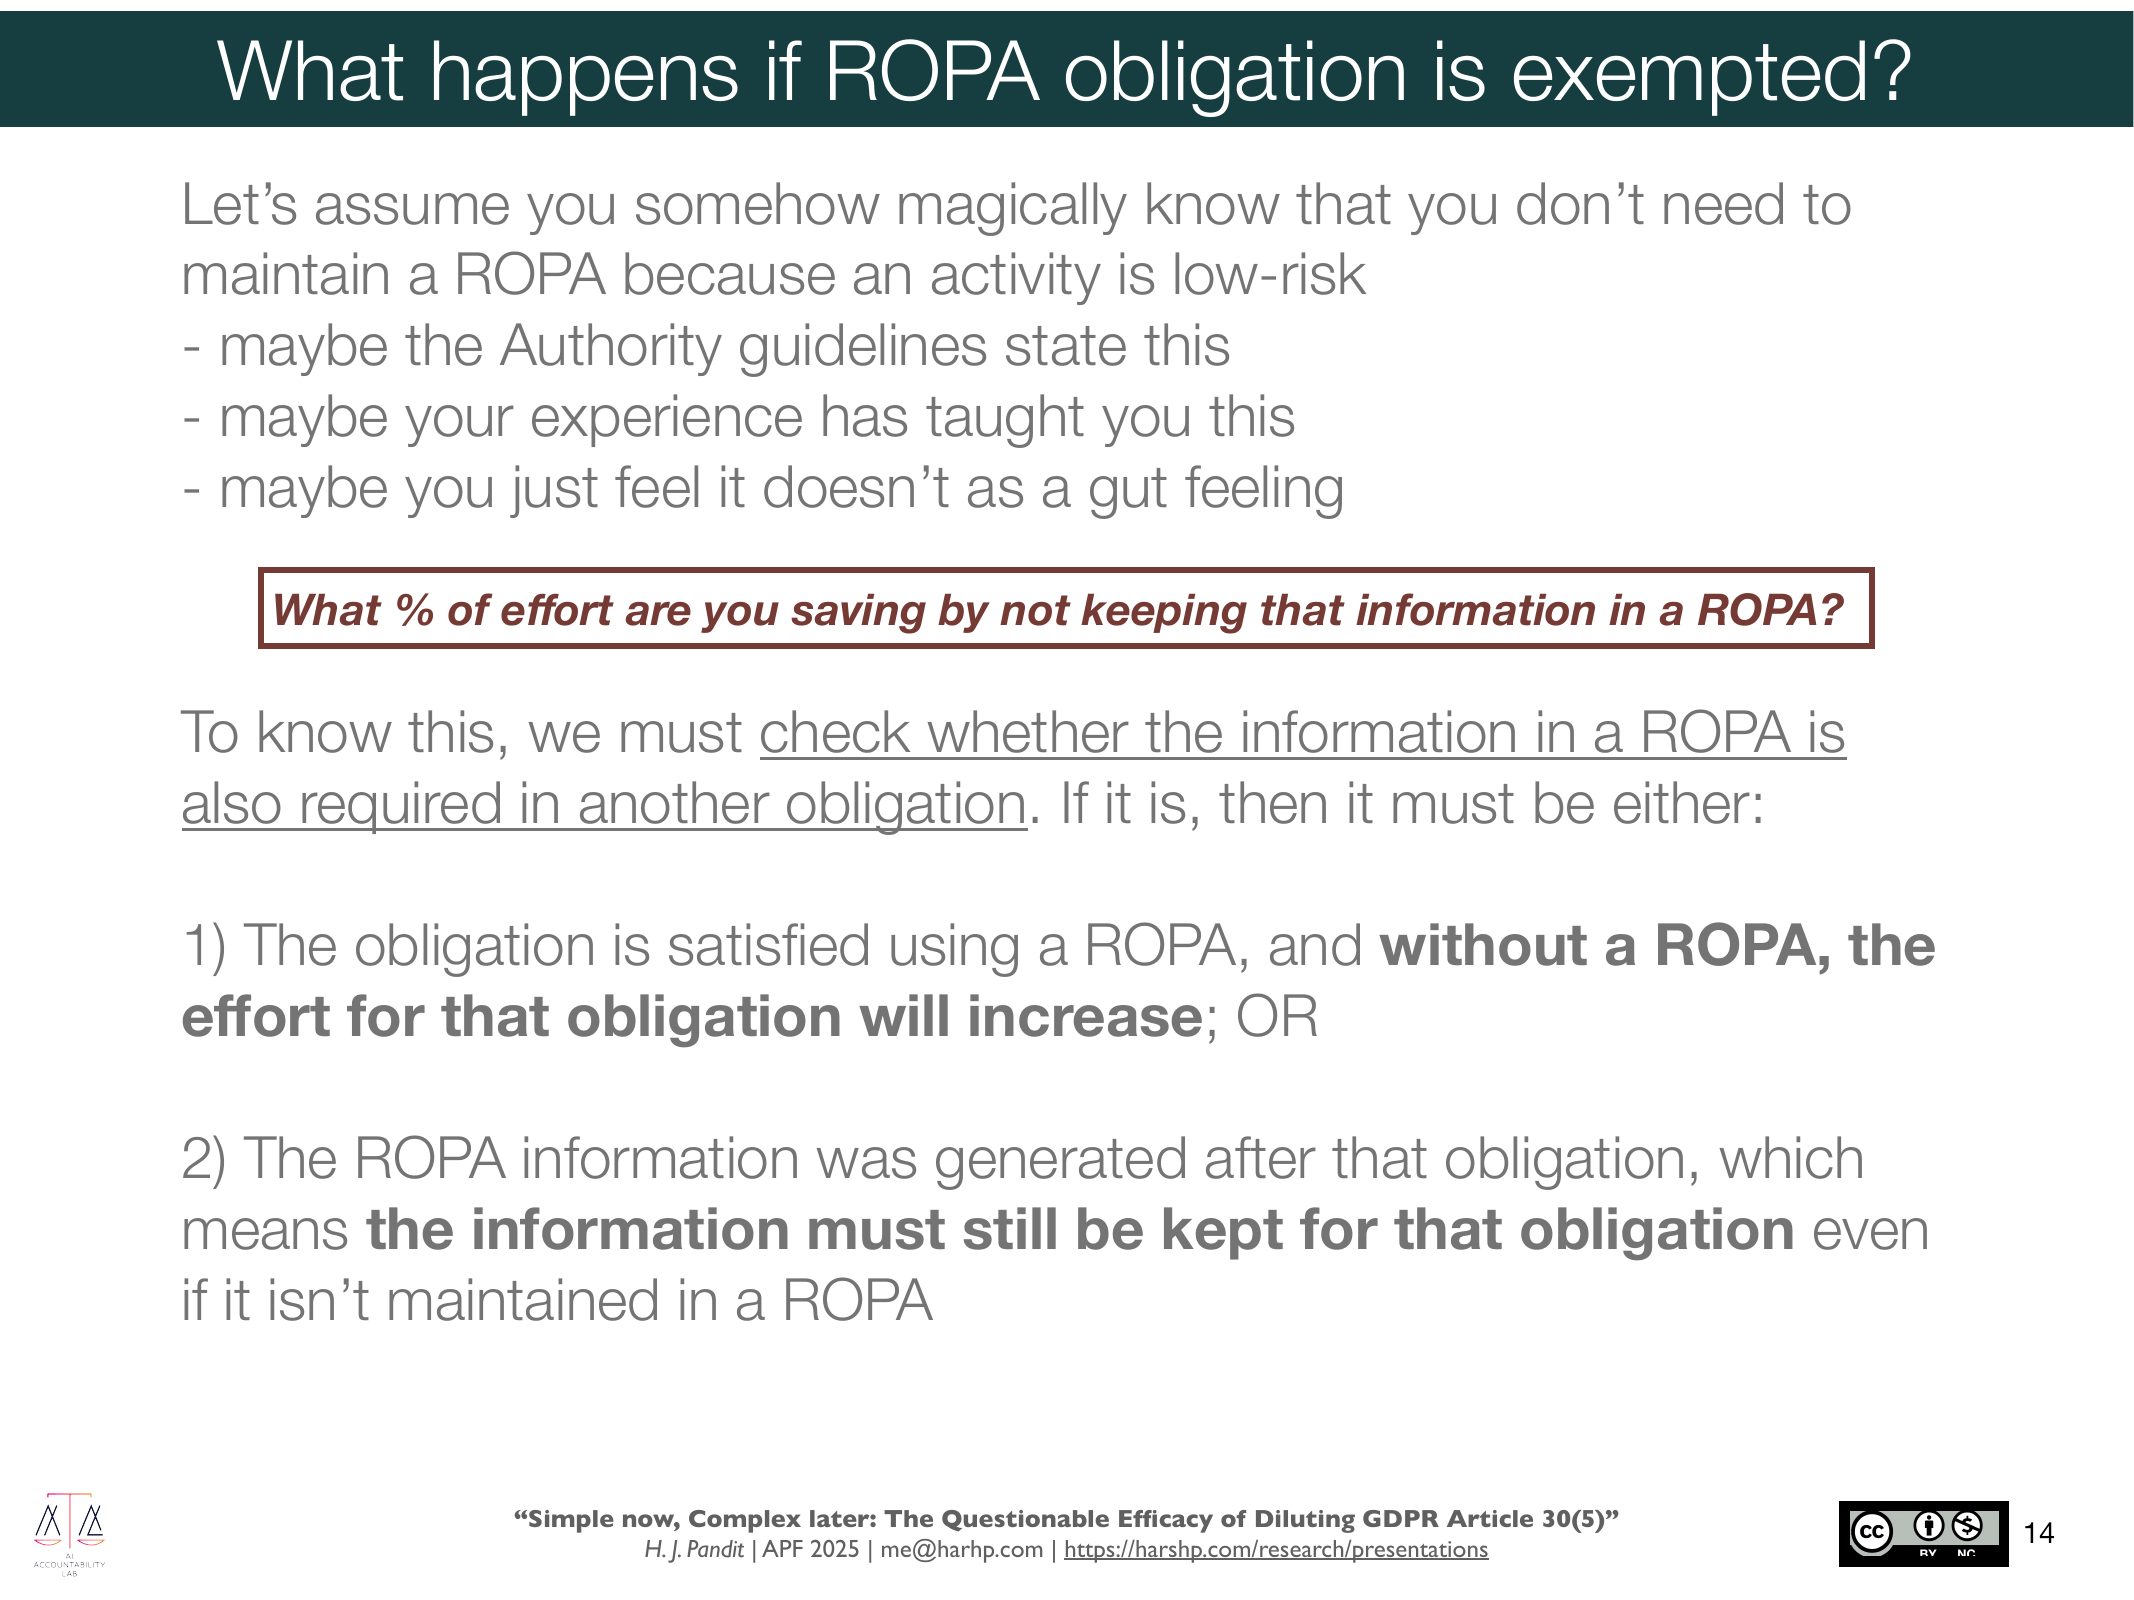 What happens if ROPA obligation is exempted?
Let’s assume you somehow magically know that you don’t need to
maintain a ROPA because an activity is low-risk
- maybe the Authority guidelines state this
- maybe your experience has taught you this
- maybe you just feel it doesn’t as a gut feeling
What % of effort are you saving by not keeping that information in a ROPA?
To know this, we must check whether the information in a ROPA is
also required in another obligation. If it is, then it must be either:
1) The obligation is satisfied using a ROPA, and without a ROPA, the
effort for that obligation will increase; OR
2) The ROPA information was generated after that obligation, which
means the information must still be kept for that obligation even
if it isn’t maintained in a ROPA
AI
ACCOUNTABILITY
LAB
“Simple now, Complex later: The Questionable Efficacy of Diluting GDPR Article 30(5)”
H. J. Pandit | APF 2025 | me@harhp.com | https://harshp.com/research/presentations
cc
BY NC
14